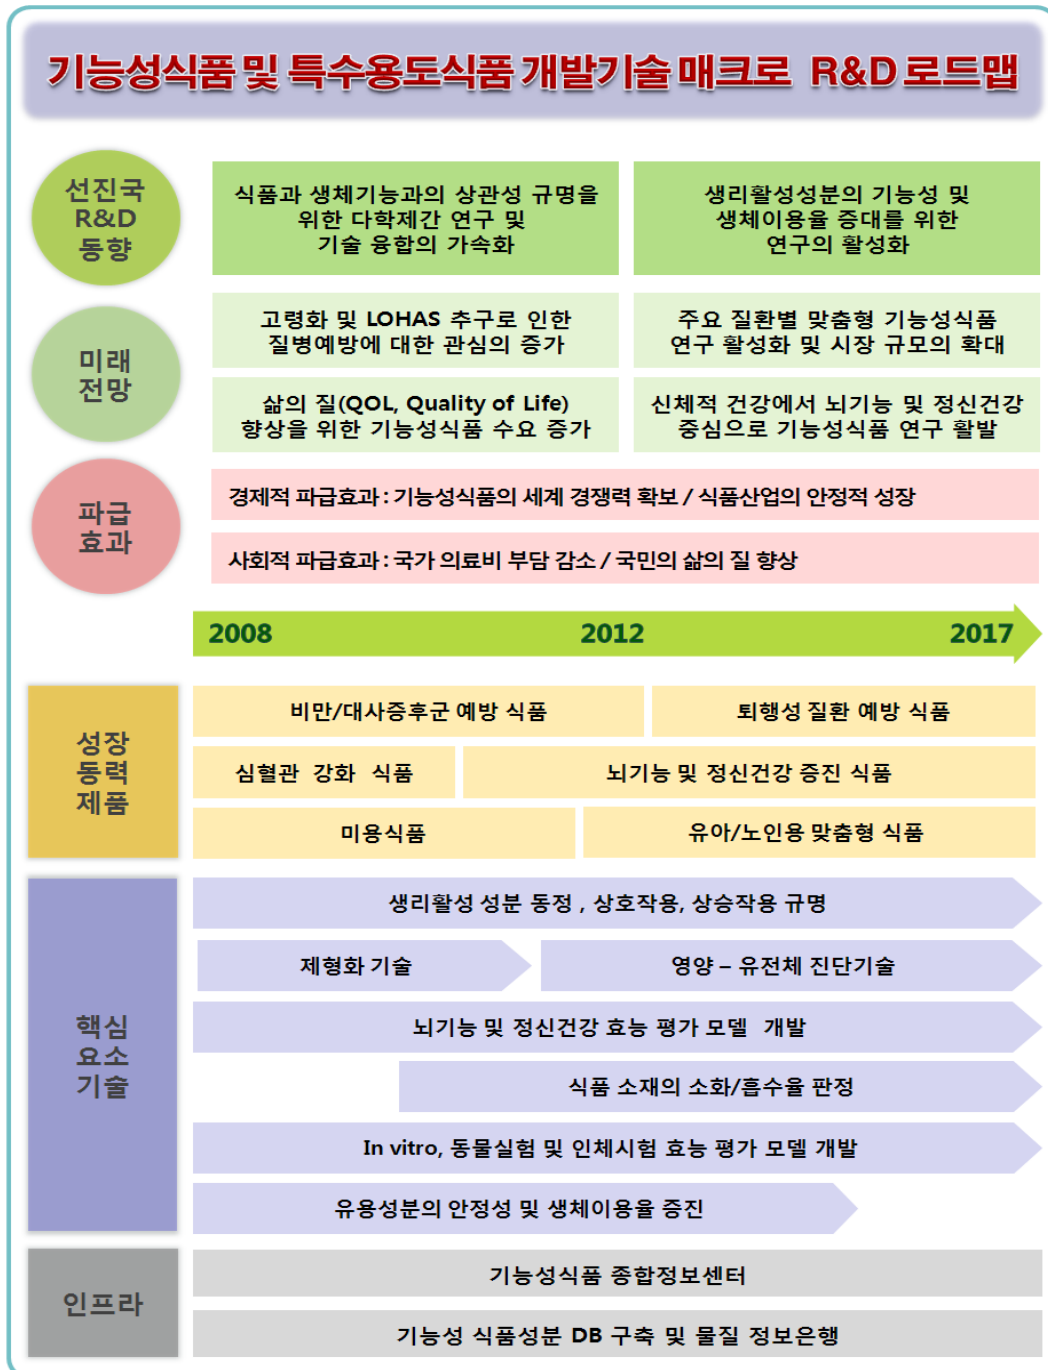 기능성식품 및 특수용도식품 개발기술 매크로 R&D 로드맵
선진국
R&D
동향
식품과 생체기능과의 상관성 규명을
위한 다학제간 연구 및
기술 융합의 가속화
생리활성성분의 기능성 및
생체이용율 증대를 위한
연구의 활성화
미래
전망
고령화 및 LOHAS 추구로 인한
질병예방에 대한 관심의 증가
주요 질환별 맞춤형 기능성식품
연구 활성화 및 시장 규모의 확대
삶의 질(QOL, Quality of Life)
향상을 위한 기능성식품 수요 증가
신체적 건강에서 뇌기능 및 정신건강
중심으로 기능성식품 연구 활발
파급
효과
경제적 파급효과 : 기능성식품의 세계 경쟁력 확보 / 식품산업의 안정적 성장
사회적 파급효과 : 국가 의료비 부담 감소 / 국민의 삶의 질 향상
2008 2012 2017
성장
동력
제품
비만/대사증후군 예방 식품
퇴행성 질환 예방 식품
심혈관 강화 식품
뇌기능 및 정신건강 증진 식품
미용식품
유아/노인용 맞춤형 식품
핵심
요소
기술
생리활성 성분 동정 , 상호작용, 상승작용 규명
제형화 기술
영양 – 유전체 진단기술
뇌기능 및 정신건강 효능 평가 모델 개발
식품 소재의 소화/흡수율 판정
In vitro, 동물실험 및 인체시험 효능 평가 모델 개발
유용성분의 안정성 및 생체이용율 증진
인프라
기능성식품 종합정보센터
기능성 식품성분 DB 구축 및 물질 정보은행